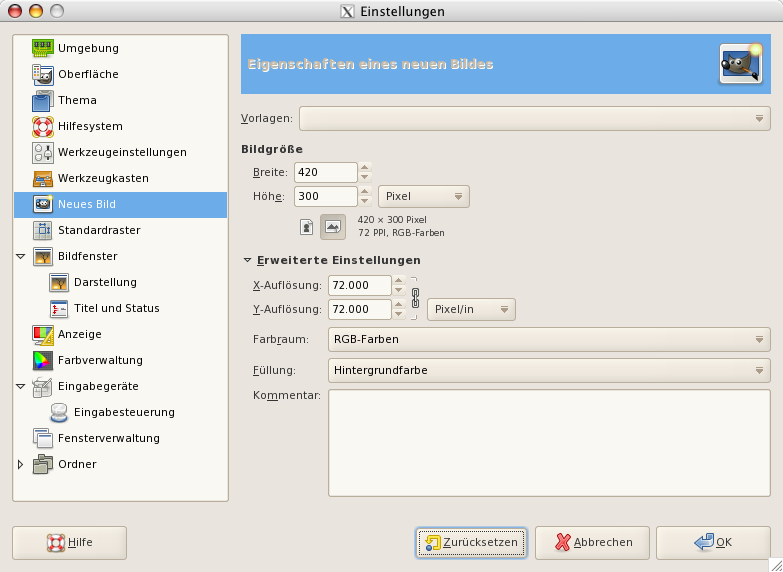 Einstellungen
Umgebung
Oberfläche
Thema
Hilfesystem
Werkzeugeinstellungen
Werkzeugkasten
Neues Bild
Standardraster
Bildfenster
Darstellung
Titel und Status
Anzeige
Farbverwaltung
Eingabegeräte
Eingabesteuerung
Fensterverwaltung
Ordner
Eigenschaften eines neuen Bildes
Vorlagen:
Bildgröße
Breite: 420
Höhe: 300 Pixel
420 × 300 Pixel
72 PPI, RGB-Farben
Erweiterte Einstellungen
X-Auflösung: 72.000
Y-Auflösung: 72.000 Pixel/in
Farbraum: RGB-Farben
Füllung: Hintergrundfarbe
Kommentar:
Hilfe Zurücksetzen Abbrechen OK